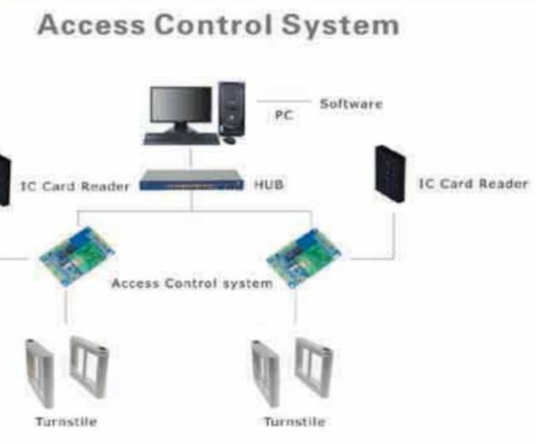 Access Control System
Software
PC
IC Card Reader
HUB
IC Card Reader
Access Control system
Turnstile
Turnstile